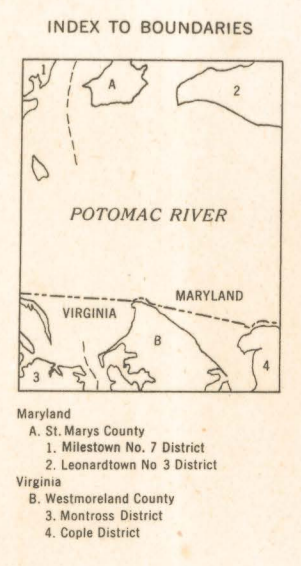 INDEX TO BOUNDARIES
1
A
2
POTOMAC RIVER
MARYLAND
VIRGINIA
B
3
4
Maryland
A. St. Marys County
1. Milestown No. 7 District
2. Leonardtown No 3 District
Virginia
B. Westmoreland County
3. Montross District
4. Cople District